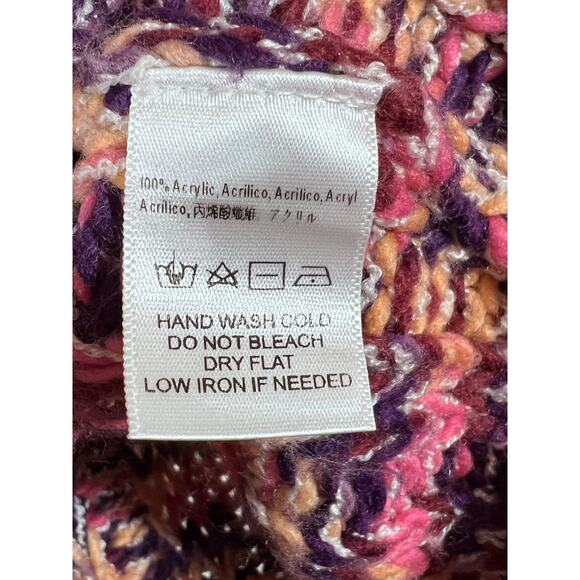 100% Acrylic, Acrilico, Acrilico, Acryl
Acrilico, 丙烯酸纖維 アクリル
HAND WASH COLD
DO NOT BLEACH
DRY FLAT
LOW IRON IF NEEDED